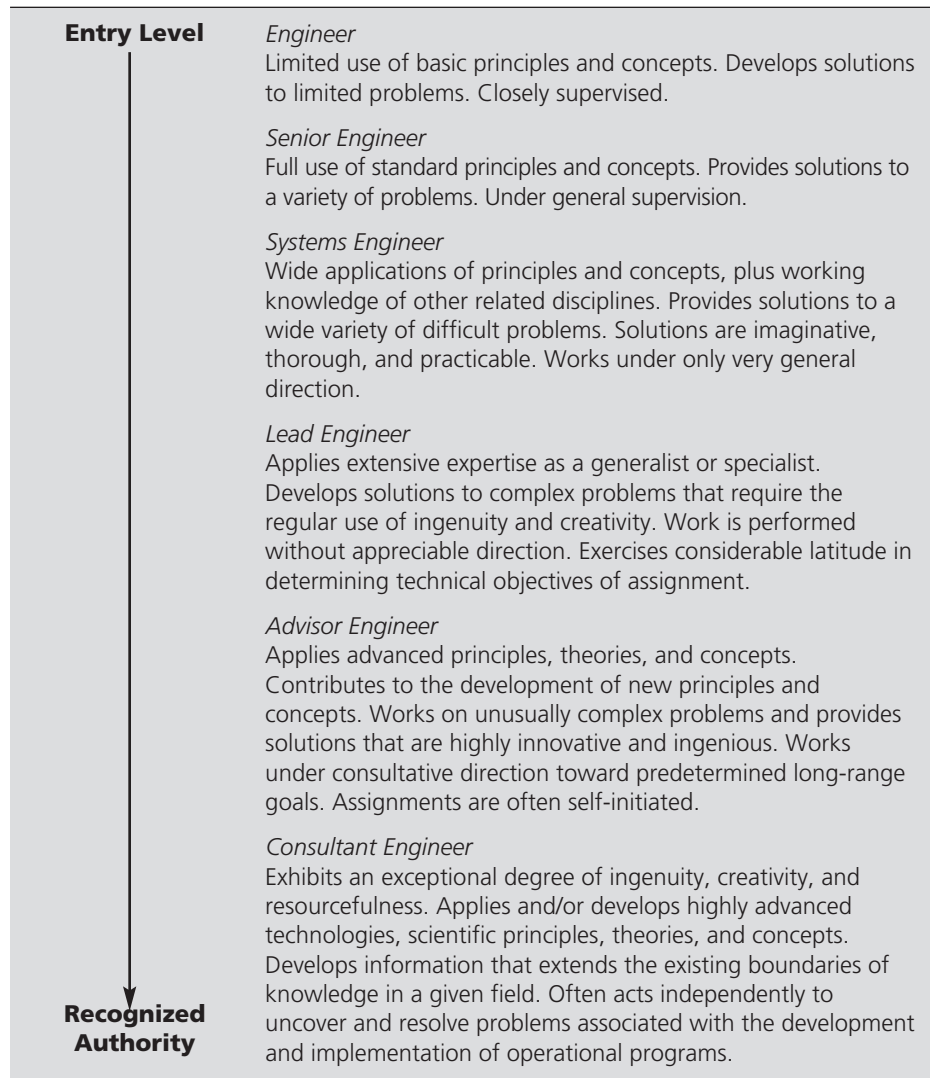 Entry Level
Engineer
Limited use of basic principles and concepts. Develops solutions
to limited problems. Closely supervised.
Senior Engineer
Full use of standard principles and concepts. Provides solutions to
a variety of problems. Under general supervision.
Systems Engineer
Wide applications of principles and concepts, plus working
knowledge of other related disciplines. Provides solutions to a
wide variety of difficult problems. Solutions are imaginative,
thorough, and practicable. Works under only very general
direction.
Lead Engineer
Applies extensive expertise as a generalist or specialist.
Develops solutions to complex problems that require the
regular use of ingenuity and creativity. Work is performed
without appreciable direction. Exercises considerable latitude in
determining technical objectives of assignment.
Advisor Engineer
Applies advanced principles, theories, and concepts.
Contributes to the development of new principles and
concepts. Works on unusually complex problems and provides
solutions that are highly innovative and ingenious. Works
under consultative direction toward predetermined long-range
goals. Assignments are often self-initiated.
Consultant Engineer
Exhibits an exceptional degree of ingenuity, creativity, and
resourcefulness. Applies and/or develops highly advanced
technologies, scientific principles, theories, and concepts.
Develops information that extends the existing boundaries of
knowledge in a given field. Often acts independently to
uncover and resolve problems associated with the development
and implementation of operational programs.
Recognized
Authority